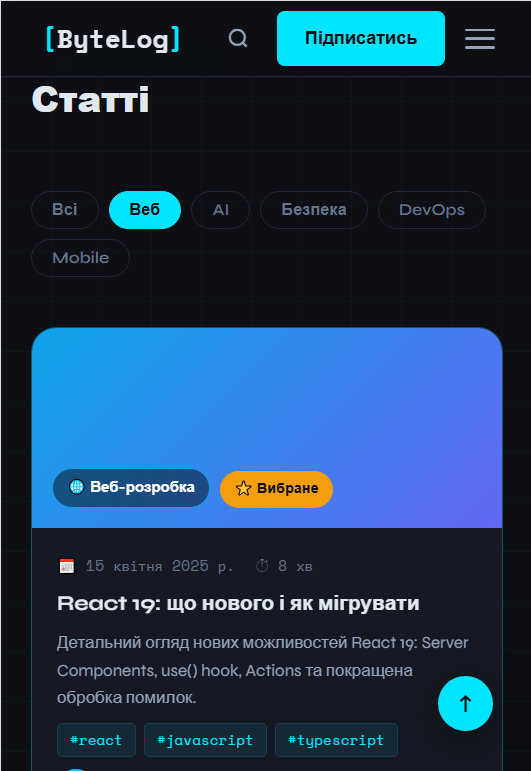 [ByteLog]
Підписатись
Статті
Всі
Веб
AI
Безпека
DevOps
Mobile
Веб-розробка
Вибране
15 квітня 2025 р.
8 хв
React 19: що нового і як мігрувати
Детальний огляд нових можливостей React 19: Server
Components, use() hook, Actions та покращена
обробка помилок.
#react
#javascript
#typescript